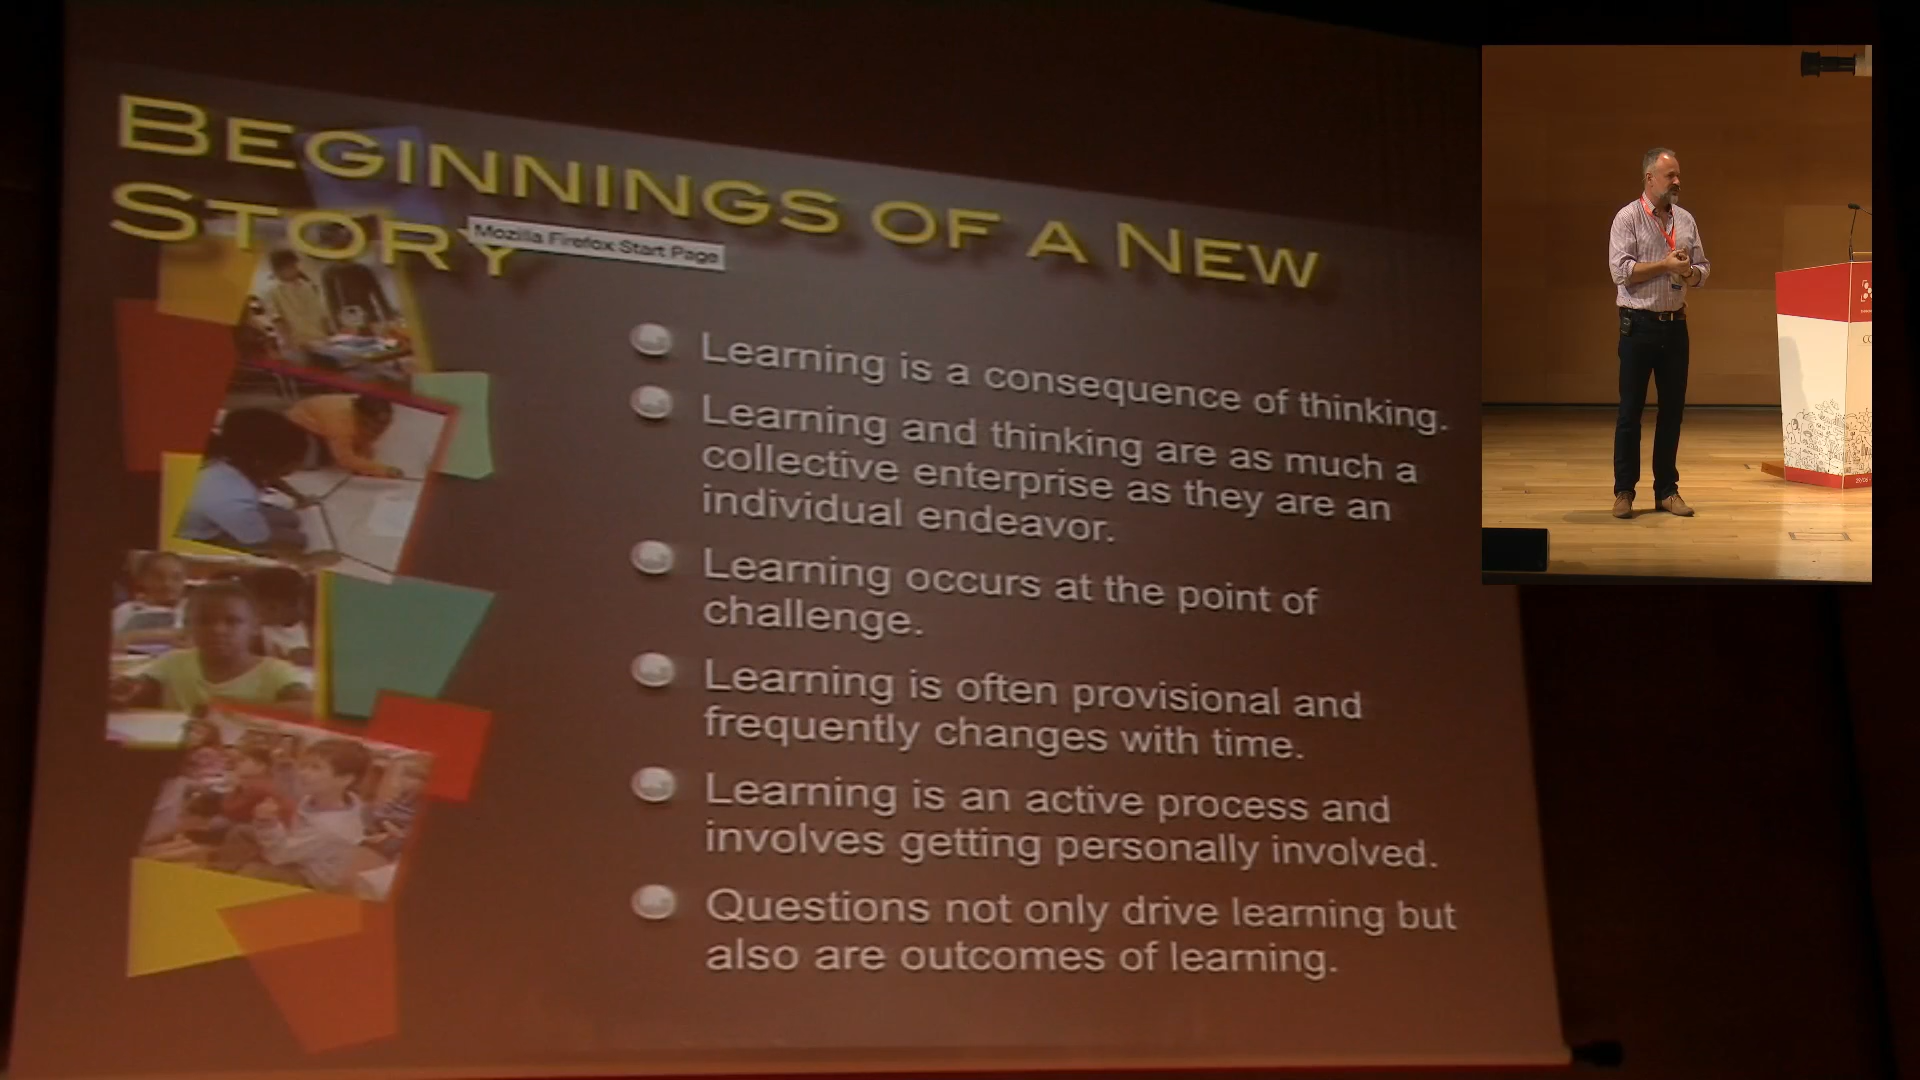 BEGINNINGS OF A NEW
STORY
Mozilla Firefox Start Page
Learning is a consequence of thinking.
Learning and thinking are as much a
collective enterprise as they are an
individual endeavor.
Learning occurs at the point of
challenge.
Learning is often provisional and
frequently changes with time.
Learning is an active process and
involves getting personally involved.
Questions not only drive learning but
also are outcomes of learning.